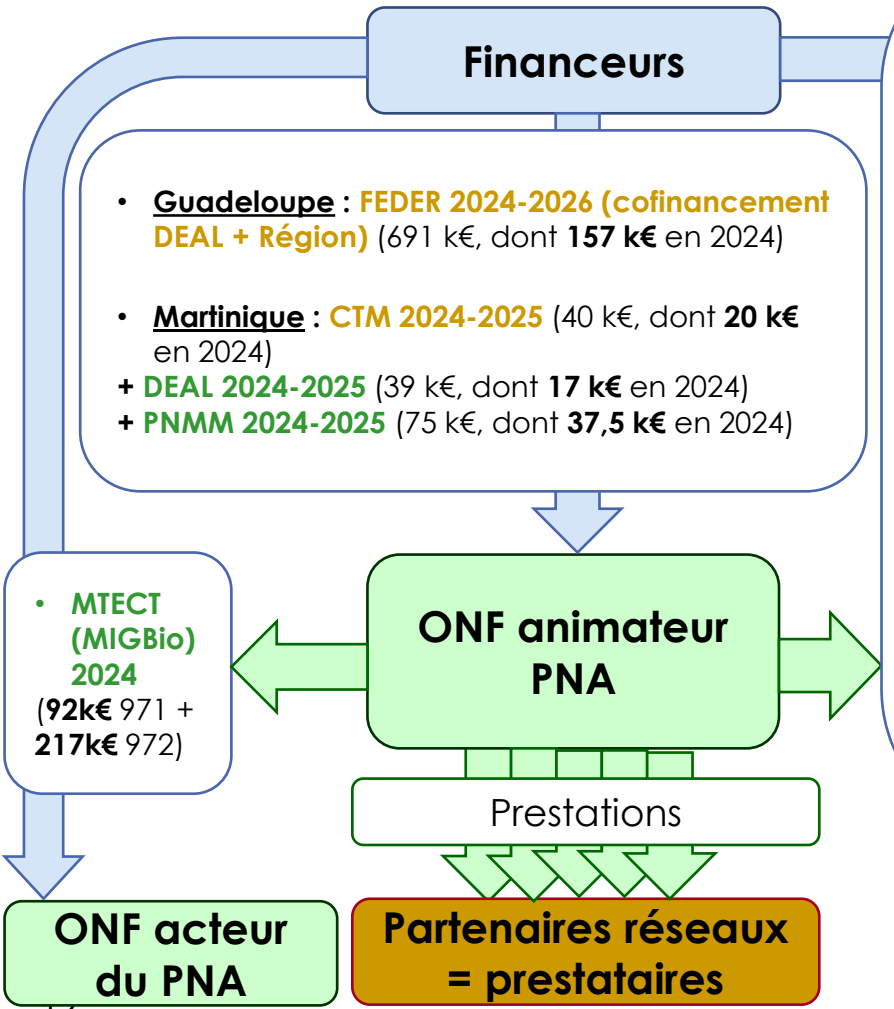 Financeurs
• Guadeloupe : FEDER 2024-2026 (cofinancement
DEAL + Région) (691 k€, dont 157 k€ en 2024)
• Martinique : CTM 2024-2025 (40 k€, dont 20 k€
en 2024)
+ DEAL 2024-2025 (39 k€, dont 17 k€ en 2024)
+ PNMM 2024-2025 (75 k€, dont 37,5 k€ en 2024)
• MTECT
(MIGBio)
2024
(92k€ 971 +
217k€ 972)
ONF animateur
PNA
Prestations
ONF acteur
du PNA
Partenaires réseaux
= prestataires